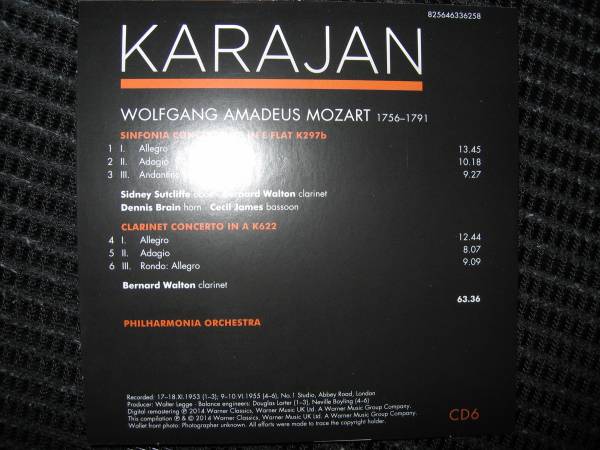 825646336258
KARAJAN
WOLFGANG AMADEUS MOZART 1756–1791
SINFONIA IN E FLAT K297b
1 I. Allegro 13.45
2 II. Adagio 10.18
3 III. Andantino 9.27
Sidney Sutcliffe oboe · Bernard Walton clarinet
Dennis Brain horn · Cecil James bassoon
CLARINET CONCERTO IN A K622
4 I. Allegro 12.44
5 II. Adagio 8.07
6 III. Rondo: Allegro 9.09
Bernard Walton clarinet
63.36
PHILHARMONIA ORCHESTRA
Recorded: 17–18.XI.1953 (1–3); 9–10.VI.1955 (4–6), No.1 Studio, Abbey Road, London
Producer: Walter Legge · Balance engineers: Douglas Larter (1–3), Neville Boyling (4–6)
Digital remastering ℗ 2014 Warner Classics, Warner Music UK Ltd. A Warner Music Group Company.
This compilation ℗ & © 2014 Warner Classics, Warner Music UK Ltd. A Warner Music Group Company.
Wallet front photo: Photographer unknown. All efforts were made to trace the copyright holder.
CD6